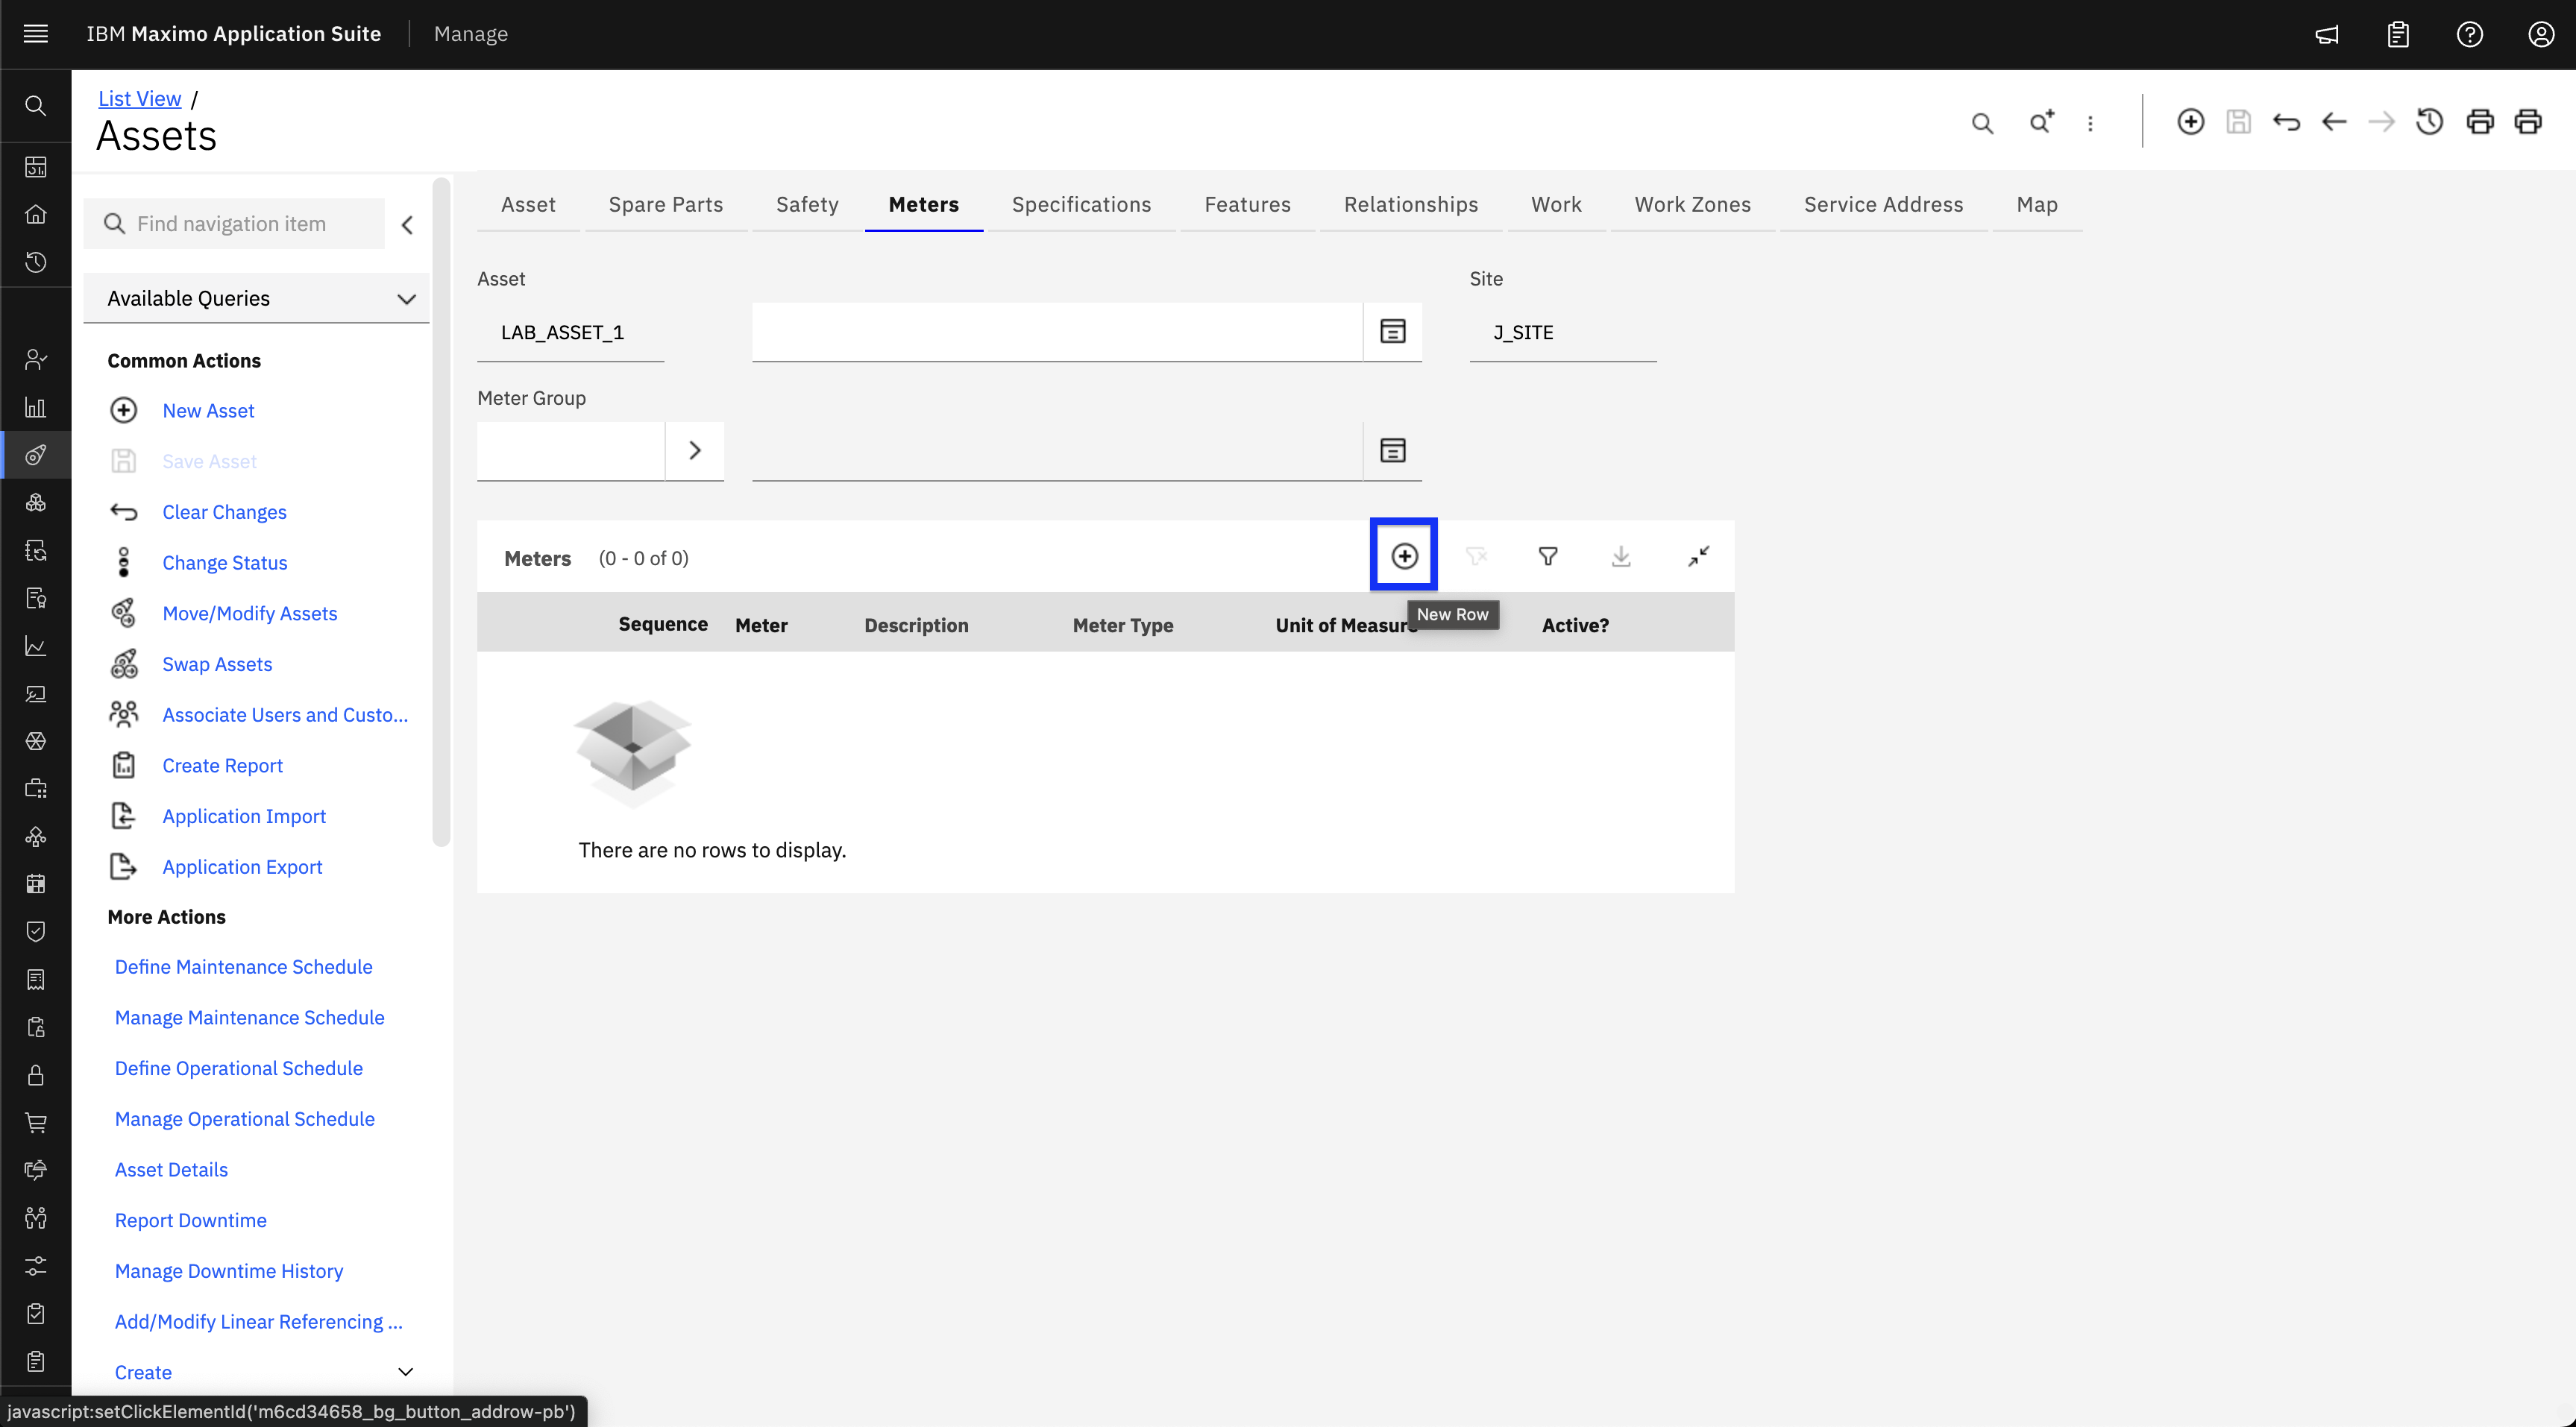 IBM Maximo Application Suite Manage
List View /
Assets
Find navigation item
Available Queries
Common Actions
New Asset
Save Asset
Clear Changes
Change Status
Move/Modify Assets
Swap Assets
Associate Users and Custo...
Create Report
Application Import
Application Export
More Actions
Define Maintenance Schedule
Manage Maintenance Schedule
Define Operational Schedule
Manage Operational Schedule
Asset Details
Report Downtime
Manage Downtime History
Add/Modify Linear Referencing ...
Create
Asset Spare Parts Safety Meters Specifications Features Relationships Work Work Zones Service Address Map
Asset Site
LAB_ASSET_1 J_SITE
Meter Group
Meters (0 - 0 of 0)
New Row
Sequence Meter Description Meter Type Unit of Measure Active?
There are no rows to display.
javascript:setClickElementId('m6cd34658_bg_button_addrow-pb')